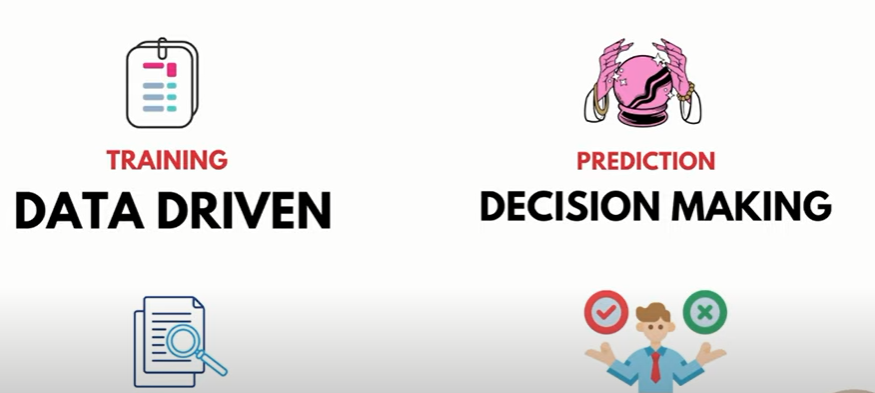 TRAINING
DATA DRIVEN
PREDICTION
DECISION MAKING